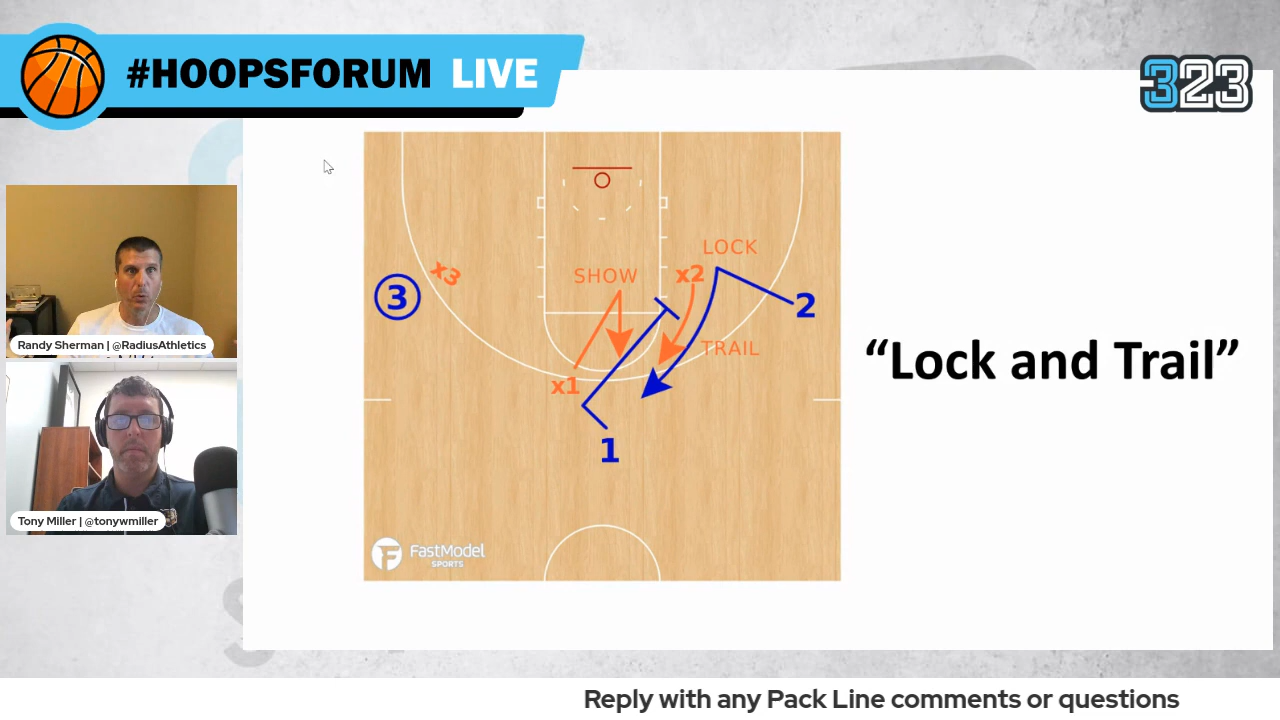 #HOOPSFORUM LIVE
323
LOCK
SHOW
x2
x3
3
2
TRAIL
"Lock and Trail"
x1
1
Randy Sherman | @RadiusAthletics
Tony Miller | @tonywmiller
FastModel
SPORTS
Reply with any Pack Line comments or questions